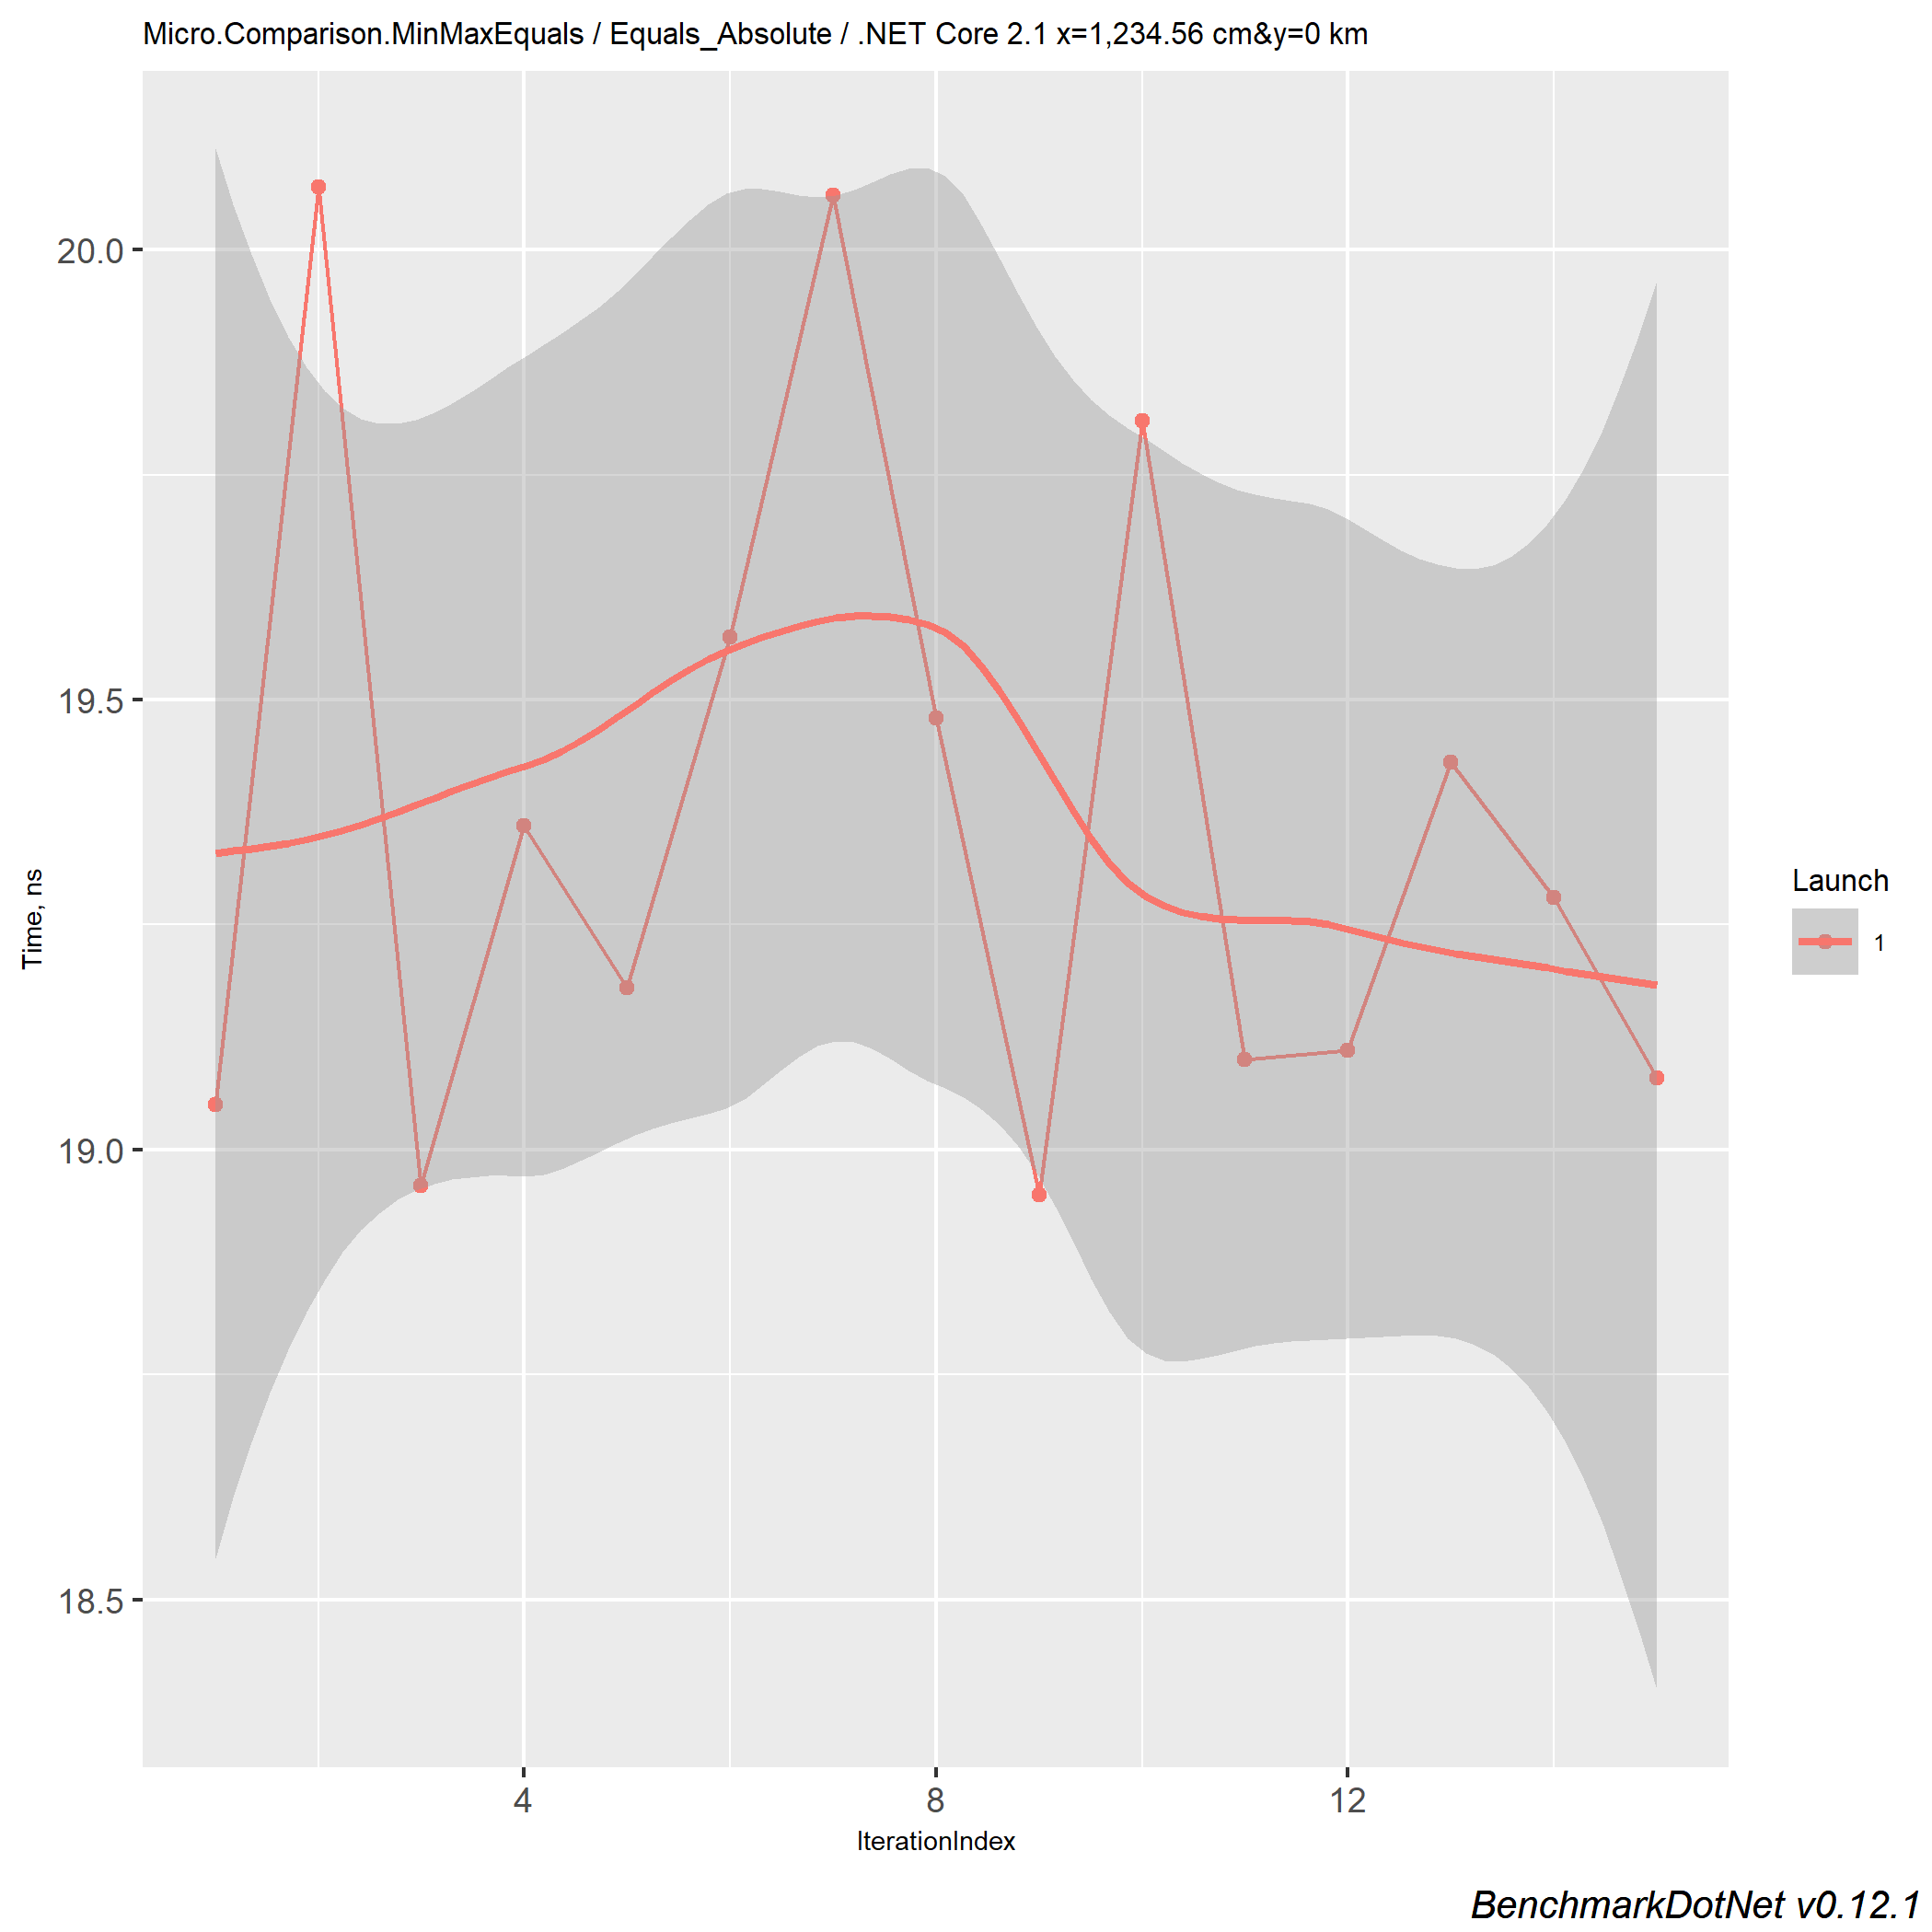 Micro.Comparison.MinMaxEquals / Equals_Absolute / .NET Core 2.1 x=1,234.56 cm&y=0 km
20.0
19.5
19.0
18.5
Time, ns
4 8 12
IterationIndex
Launch
1
BenchmarkDotNet v0.12.1